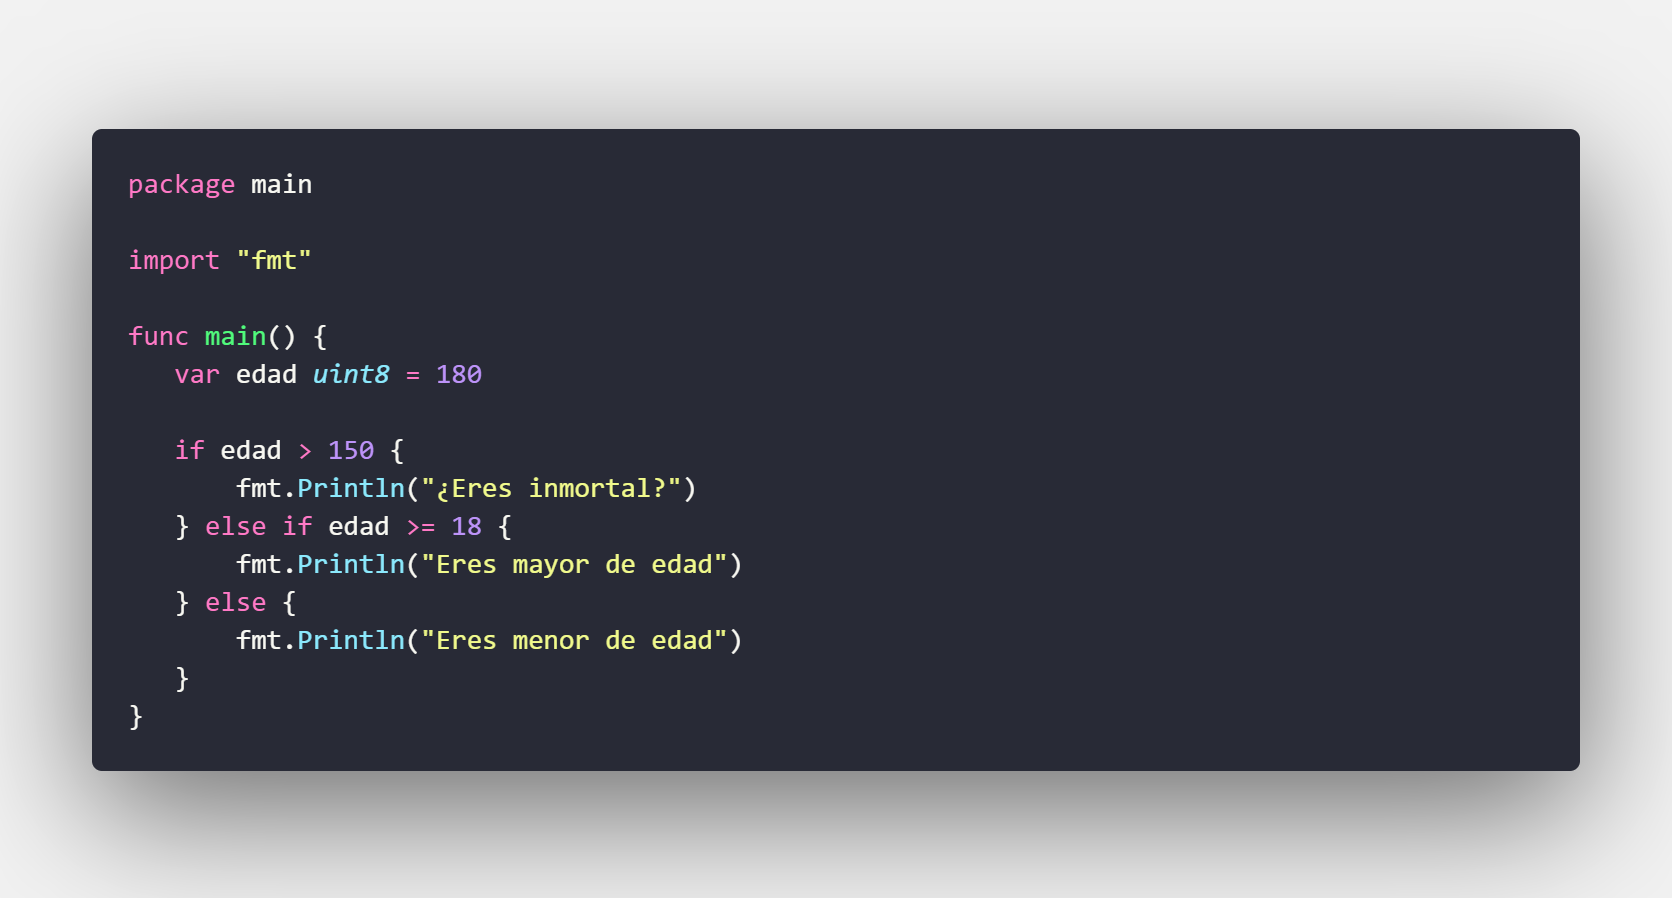 package main

import "fmt"

func main() {
   var edad uint8 = 180

   if edad > 150 {
       fmt.Println("¿Eres inmortal?")
   } else if edad >= 18 {
       fmt.Println("Eres mayor de edad")
   } else {
       fmt.Println("Eres menor de edad")
   }
}